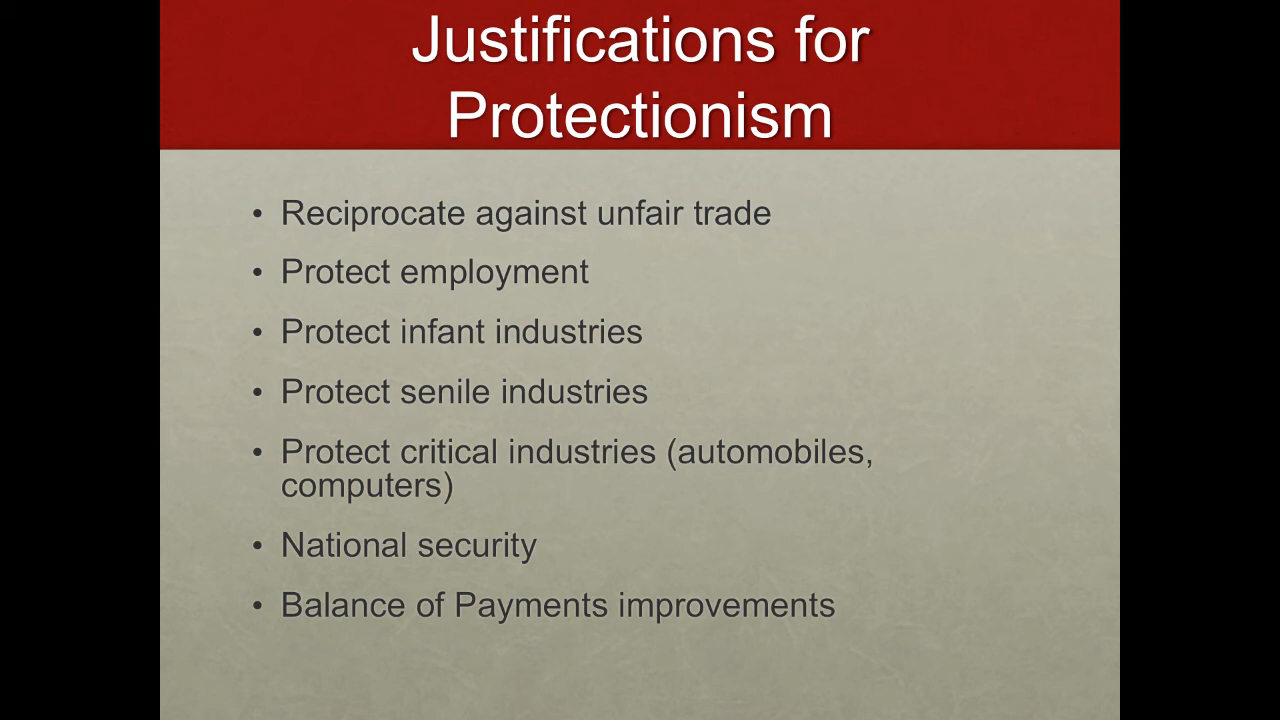 Justifications for
Protectionism
• Reciprocate against unfair trade
• Protect employment
• Protect infant industries
• Protect senile industries
• Protect critical industries (automobiles,
computers)
• National security
• Balance of Payments improvements